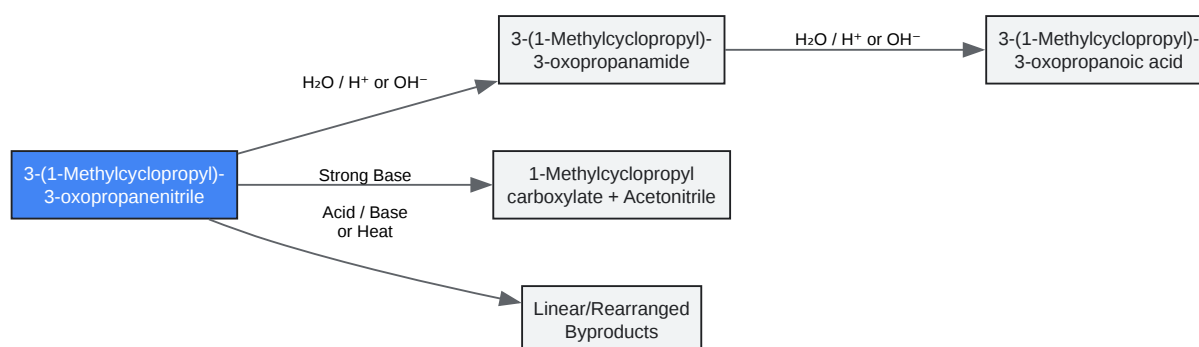 3-(1-Methylcyclopropyl)-
3-oxopropanamide
H₂O / H⁺ or OH⁻
3-(1-Methylcyclopropyl)-
3-oxopropanoic acid
H₂O / H⁺ or OH⁻
3-(1-Methylcyclopropyl)-
3-oxopropanenitrile
Strong Base
1-Methylcyclopropyl
carboxylate + Acetonitrile
Acid / Base
or Heat
Linear/Rearranged
Byproducts